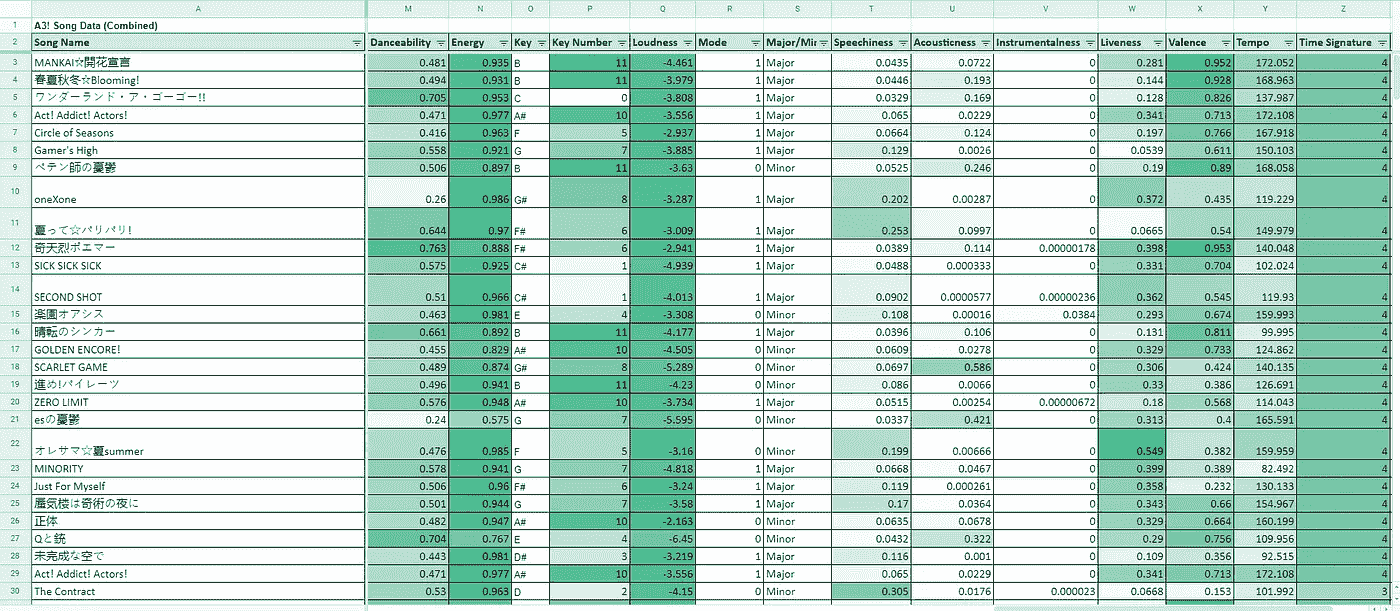 A M N O P Q R S T U V W X Y Z
1 A3! Song Data (Combined)
2 Song Name Danceability Energy Key Key Number Loudness Mode Major/Mir Speechiness Acousticness Instrumentalness Liveness Valence Tempo Time Signature
3 MANKAI☆開花宣言 0.481 0.935 B 11 -4.461 1 Major 0.0435 0.0722 0 0.281 0.952 172.052 4
4 春夏秋冬☆Blooming! 0.494 0.931 B 11 -3.979 1 Major 0.0446 0.193 0 0.144 0.928 168.963 4
5 ワンダーランド・ア・ゴーゴー!! 0.705 0.953 C 0 -3.808 1 Major 0.0329 0.169 0 0.128 0.826 137.987 4
6 Act! Addict! Actors! 0.471 0.977 A# 10 -3.556 1 Major 0.065 0.0229 0 0.341 0.713 172.108 4
7 Circle of Seasons 0.416 0.963 F 5 -2.937 1 Major 0.0664 0.124 0 0.197 0.766 167.918 4
8 Gamer's High 0.558 0.921 G 7 -3.885 1 Major 0.129 0.0026 0 0.0539 0.611 150.103 4
9 ペテン師の憂鬱 0.506 0.897 B 11 -3.63 0 Minor 0.0525 0.246 0 0.19 0.89 168.058 4
10 oneXone 0.26 0.986 G# 8 -3.287 1 Major 0.202 0.00287 0 0.372 0.435 119.229 4
11 夏って☆パリパリ! 0.644 0.97 F# 6 -3.009 1 Major 0.253 0.0997 0 0.0665 0.54 149.979 4
12 奇天烈ポエマー 0.763 0.888 F# 6 -2.941 1 Major 0.0389 0.114 0.00000178 0.398 0.953 140.048 4
13 SICK SICK SICK 0.575 0.925 C# 1 -4.939 1 Major 0.0488 0.000333 0 0.331 0.704 102.024 4
14 SECOND SHOT 0.51 0.966 C# 1 -4.013 1 Major 0.0902 0.0000577 0.00000236 0.362 0.545 119.93 4
15 楽園オアシス 0.463 0.981 E 4 -3.308 0 Minor 0.108 0.00016 0.0384 0.293 0.674 159.993 4
16 晴転のシンカー 0.661 0.892 B 11 -4.177 1 Major 0.0396 0.106 0 0.131 0.811 99.995 4
17 GOLDEN ENCORE! 0.455 0.829 A# 10 -4.505 0 Minor 0.0609 0.0278 0 0.329 0.733 124.862 4
18 SCARLET GAME 0.489 0.874 G# 8 -5.289 0 Minor 0.0697 0.586 0 0.306 0.424 140.135 4
19 進め!パイレーツ 0.496 0.941 B 11 -4.23 0 Minor 0.086 0.0066 0 0.33 0.386 126.691 4
20 ZERO LIMIT 0.576 0.948 A# 10 -3.734 1 Major 0.0515 0.00254 0.00000672 0.18 0.568 114.043 4
21 esの憂鬱 0.24 0.575 G 7 -5.595 0 Minor 0.0337 0.421 0 0.313 0.4 165.591 4
22 オレサマ☆夏summer 0.476 0.985 F 5 -3.16 0 Minor 0.199 0.00666 0 0.549 0.382 159.959 4
23 MINORITY 0.578 0.941 G 7 -4.818 1 Major 0.0668 0.0467 0 0.399 0.389 82.492 4
24 Just For Myself 0.506 0.96 F# 6 -3.24 1 Major 0.119 0.000261 0 0.358 0.232 130.133 4
25 蜃気楼は奇術の夜に 0.501 0.944 G 7 -3.58 1 Major 0.17 0.0364 0 0.343 0.66 154.967 4
26 正体 0.482 0.947 A# 10 -2.163 0 Minor 0.0635 0.0678 0 0.329 0.664 160.199 4
27 Qと銃 0.704 0.767 E 4 -6.45 0 Minor 0.0432 0.322 0 0.29 0.756 109.956 4
28 未完成な空で 0.443 0.981 D# 3 -3.219 1 Major 0.116 0.001 0 0.109 0.356 92.515 4
29 Act! Addict! Actors! 0.471 0.977 A# 10 -3.556 1 Major 0.065 0.0229 0 0.341 0.713 172.108 4
30 The Contract 0.53 0.963 D 2 -4.15 0 Minor 0.305 0.0176 0.000023 0.0668 0.153 101.992 3